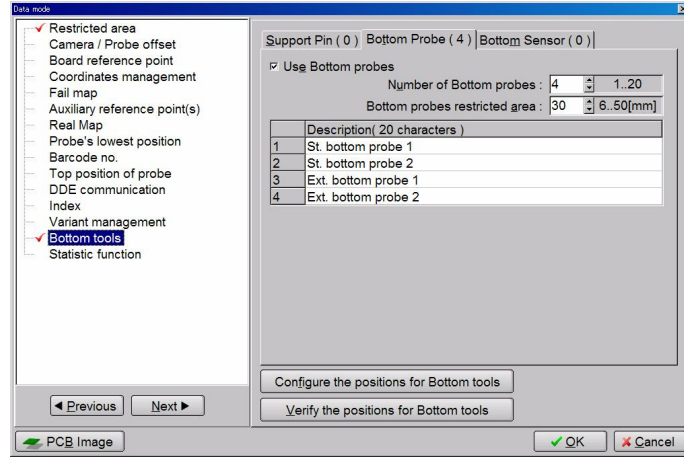 Data mode
Restricted area
Camera / Probe offset
Board reference point
Coordinates management
Fail map
Auxiliary reference point(s)
Real Map
Probe's lowest position
Barcode no.
Top position of probe
DDE communication
Index
Variant management
Bottom tools
Statistic function
Previous Next
Support Pin ( 0 ) Bottom Probe ( 4 ) Bottom Sensor ( 0 )
Use Bottom probes
Number of Bottom probes : 4 1..20
Bottom probes restricted area : 30 6..50[mm]
Description( 20 characters )
1 St. bottom probe 1
2 St. bottom probe 2
3 Ext. bottom probe 1
4 Ext. bottom probe 2
Configure the positions for Bottom tools
Verify the positions for Bottom tools
PCB Image OK Cancel